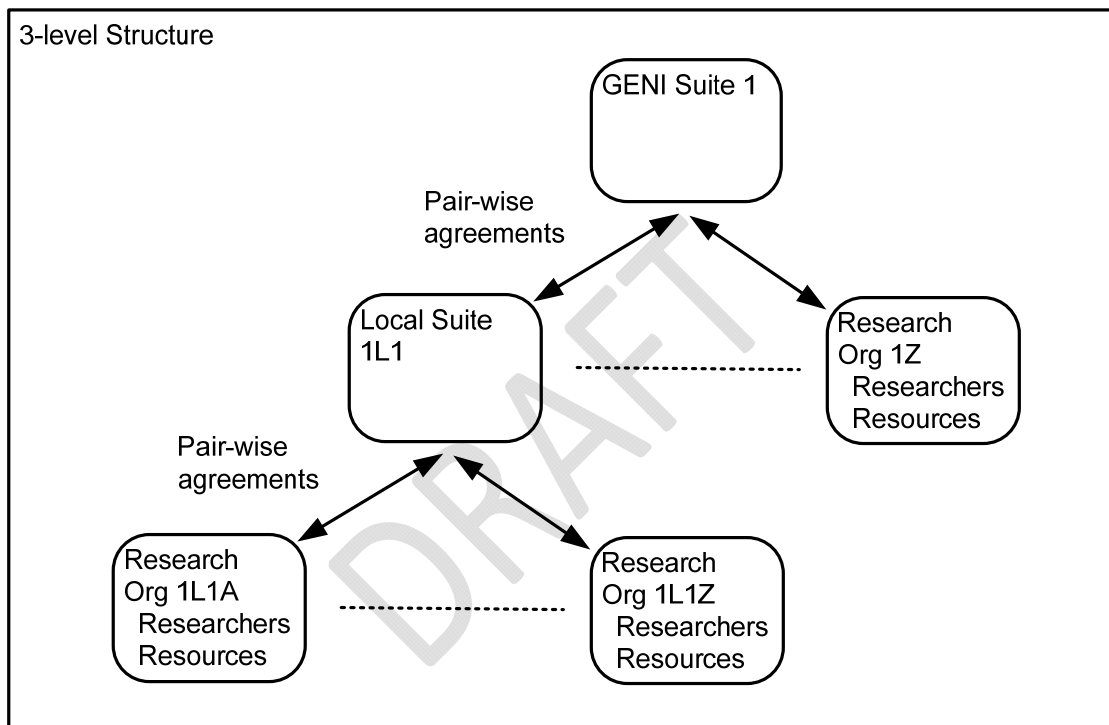 3-level Structure
GENI Suite 1
Pair-wise
agreements
Local Suite
1L1
Research
Org 1Z
Researchers
Resources
Pair-wise
agreements
Research
Org 1L1A
Researchers
Resources
Research
Org 1L1Z
Researchers
Resources
DRAFT